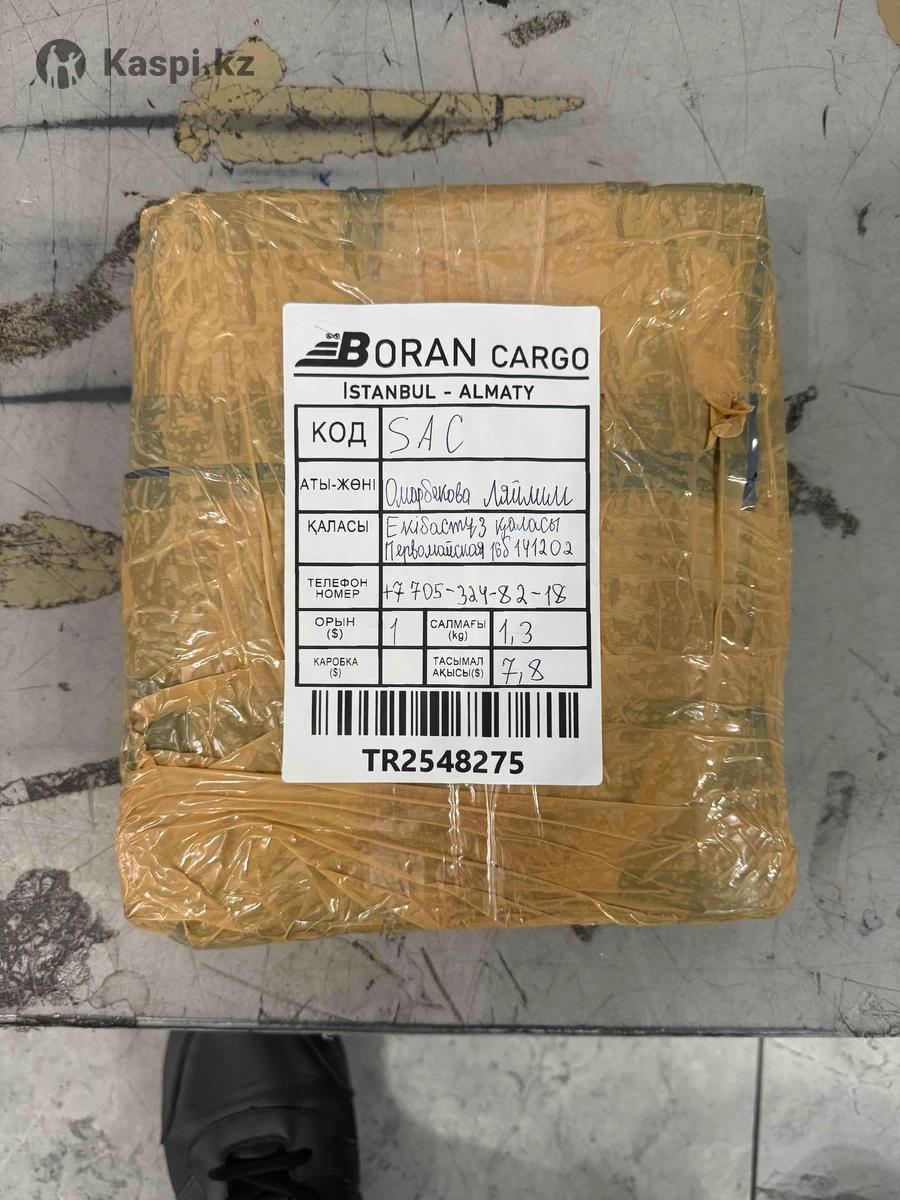 Kaspi.kz
BORAN CARGO
ISTANBUL - ALMATY
КОД SAC
АТЫ-ЖӨНІ Омарбекова Ляйлим
ҚАЛАСЫ Екібастұз қаласы
Первомайская 16б 141202
ТЕЛЕФОН НОМЕР +7 705-324-82-18
ОРЫН ($) 1 САЛМАҒЫ (kg) 1,3
КАРОБКА ($) ТАСЫМАЛ АҚЫСЫ($) 7,8
TR2548275